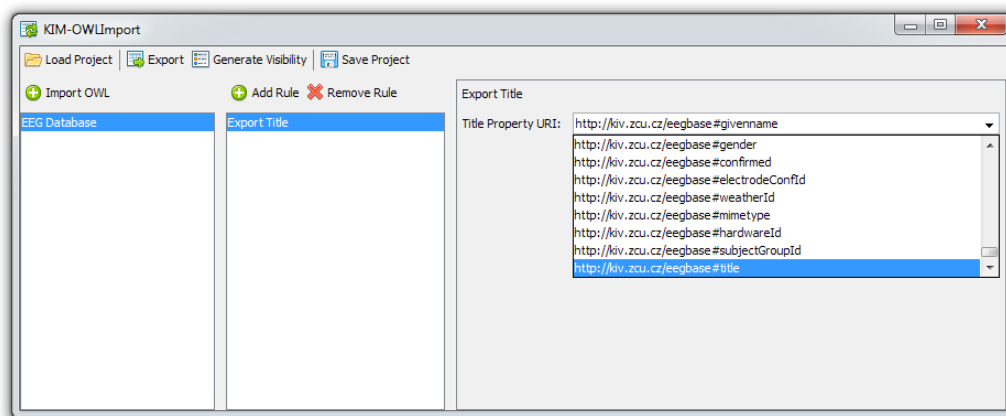 KIM-OWLImport
Load Project Export Generate Visibility Save Project
Import OWL
Add Rule Remove Rule
EEG Database
Export Title
Export Title
Title Property URI: http://kiv.zcu.cz/eegbase#givenname
http://kiv.zcu.cz/eegbase#gender
http://kiv.zcu.cz/eegbase#confirmed
http://kiv.zcu.cz/eegbase#electrodeConfId
http://kiv.zcu.cz/eegbase#weatherId
http://kiv.zcu.cz/eegbase#mimetype
http://kiv.zcu.cz/eegbase#hardwareId
http://kiv.zcu.cz/eegbase#subjectGroupId
http://kiv.zcu.cz/eegbase#title